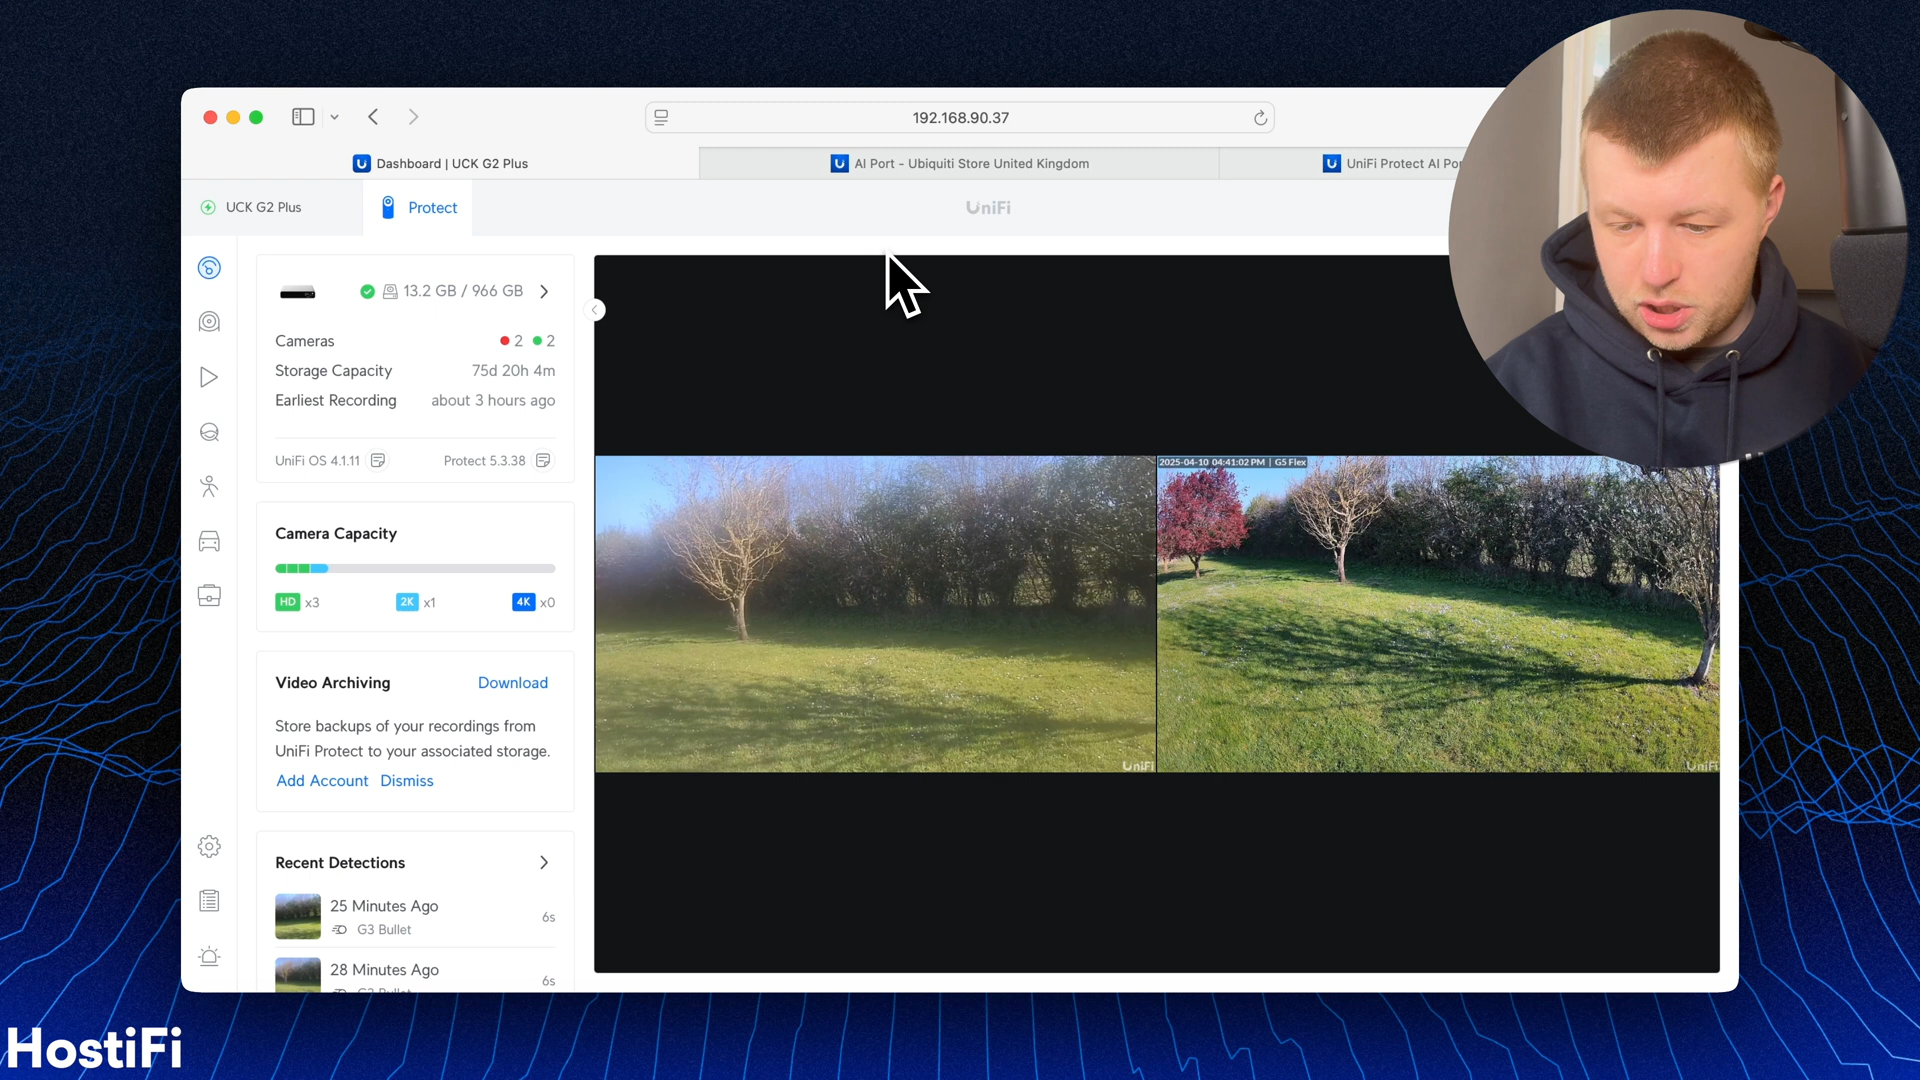 192.168.90.37
Dashboard | UCK G2 Plus
AI Port - Ubiquiti Store United Kingdom
UniFi Protect AI Por
UCK G2 Plus
Protect
UniFi
13.2 GB / 966 GB
Cameras
2
2
Storage Capacity
75d 20h 4m
Earliest Recording
about 3 hours ago
UniFi OS 4.1.11
Protect 5.3.38
Camera Capacity
HD x3
2K x1
4K x0
Video Archiving
Download
Store backups of your recordings from
UniFi Protect to your associated storage.
Add Account
Dismiss
Recent Detections
25 Minutes Ago
G3 Bullet
6s
28 Minutes Ago
G3 Bullet
6s
2025-04-10 04:41:02 PM | G5 Flex
UniFi
UniFi
HostiFi